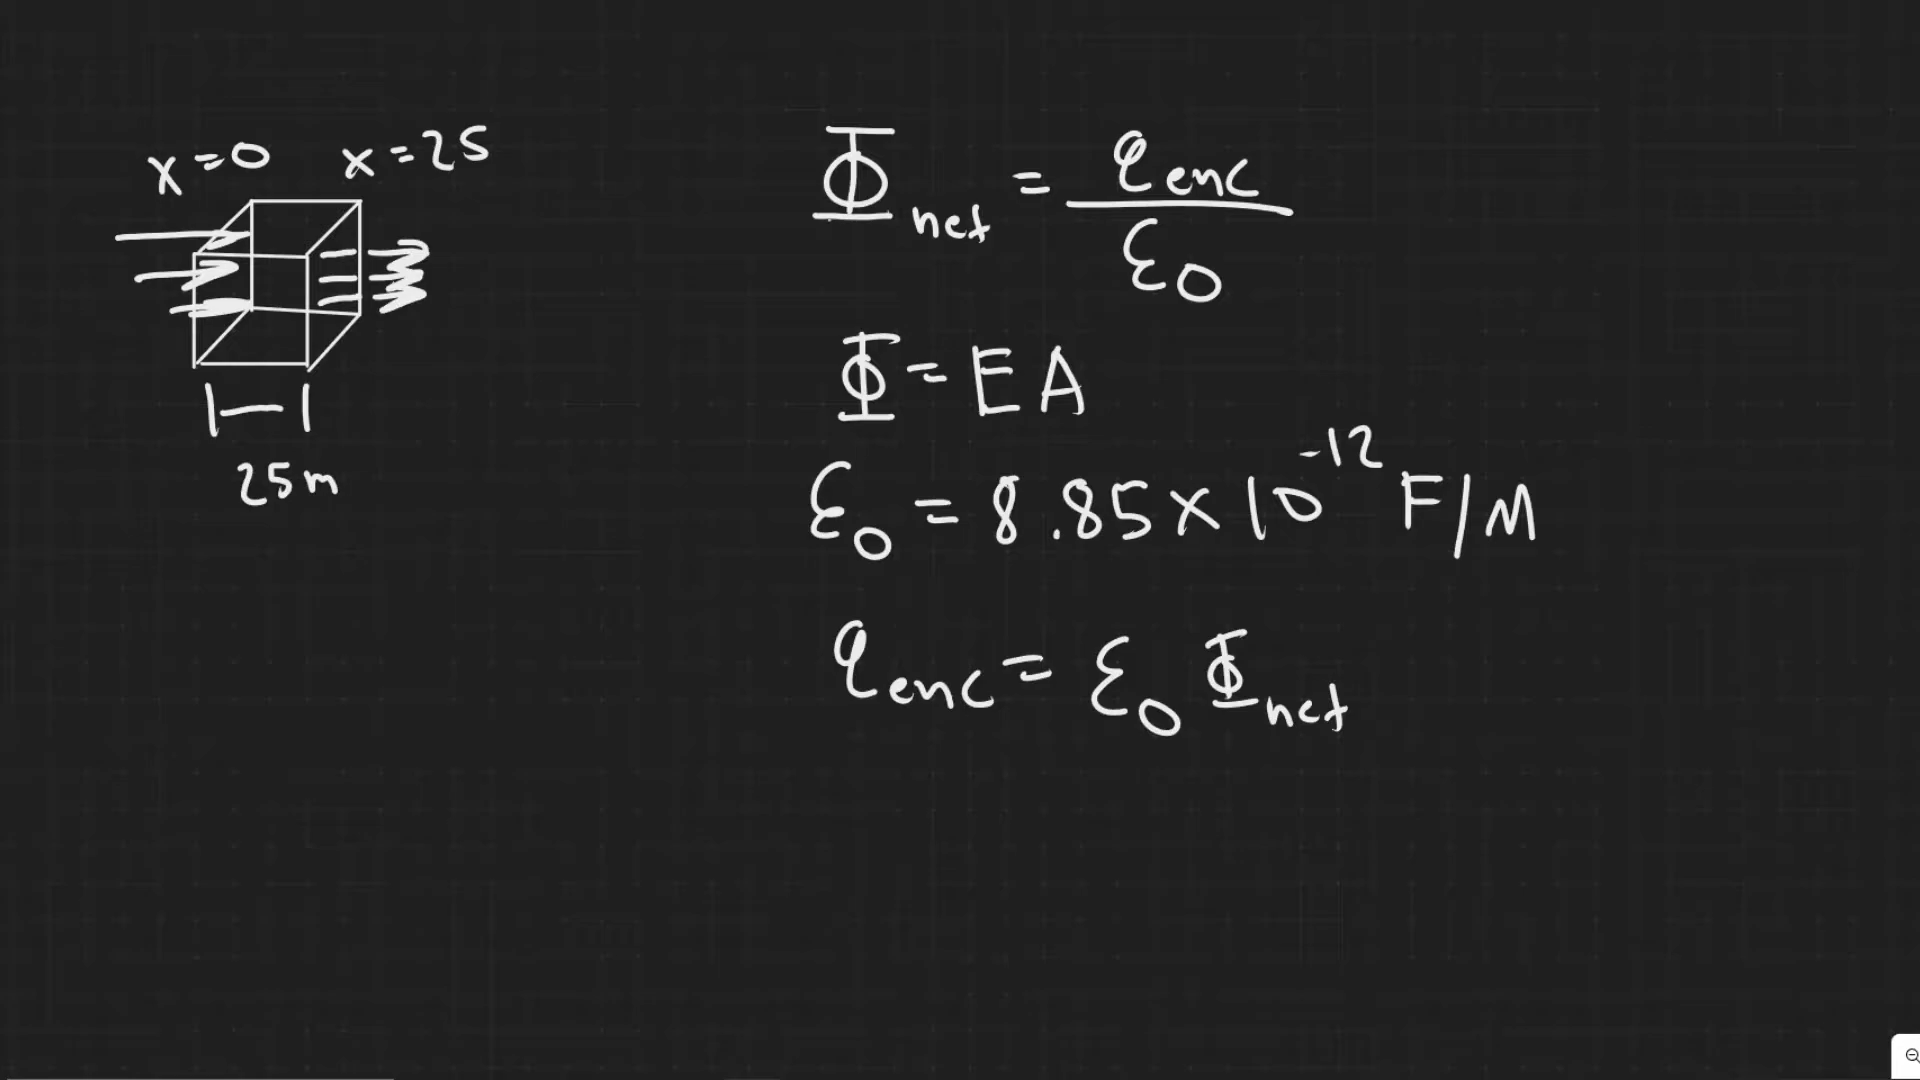 x=0 x=25
25m
Φnet = qenc/ε0
Φ=EA
ε0 = 8.85×10^-12 F/M
qenc = ε0 Φnet